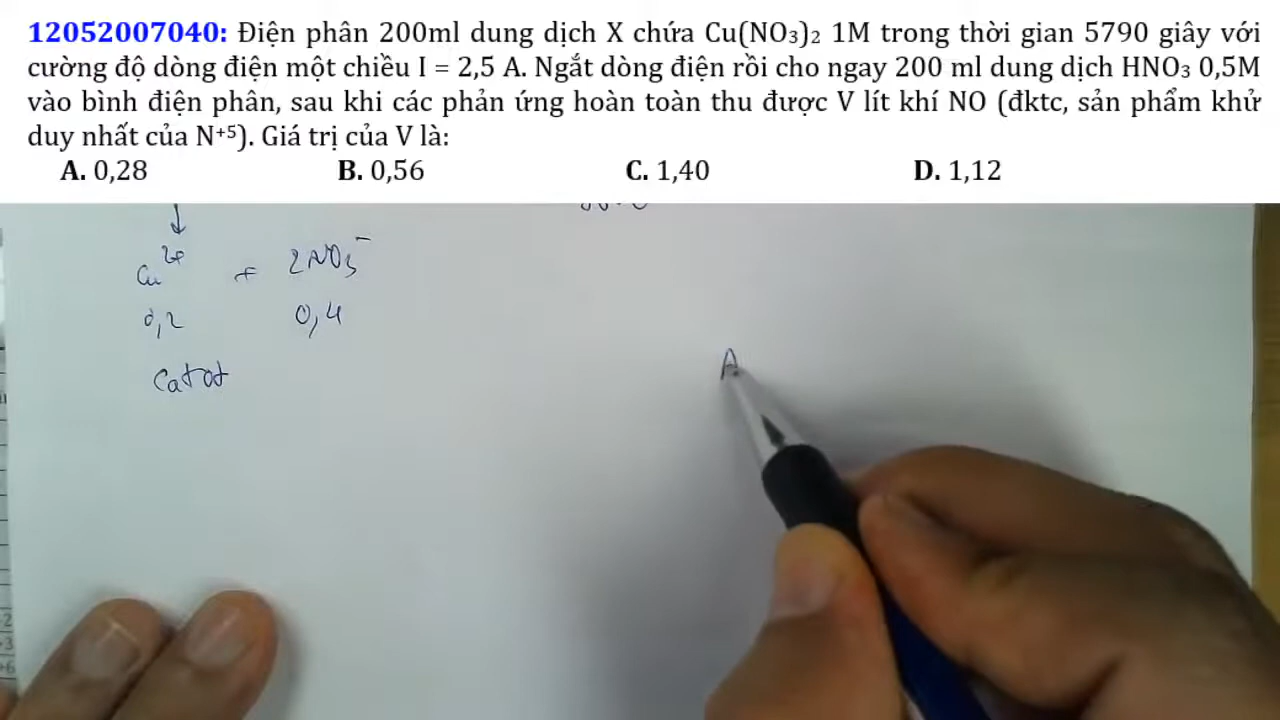 12052007040: Điện phân 200ml dung dịch X chứa Cu(NO₃)₂ 1M trong thời gian 5790 giây với
cường độ dòng điện một chiều I = 2,5 A. Ngắt dòng điện rồi cho ngay 200 ml dung dịch HNO₃ 0,5M
vào bình điện phân, sau khi các phản ứng hoàn toàn thu được V lít khí NO (đktc, sản phẩm khử
duy nhất của N⁺⁵). Giá trị của V là:
A. 0,28 B. 0,56 C. 1,40 D. 1,12
Cu²⁺ + 2NO₃⁻
0,2 0,4
Catot A